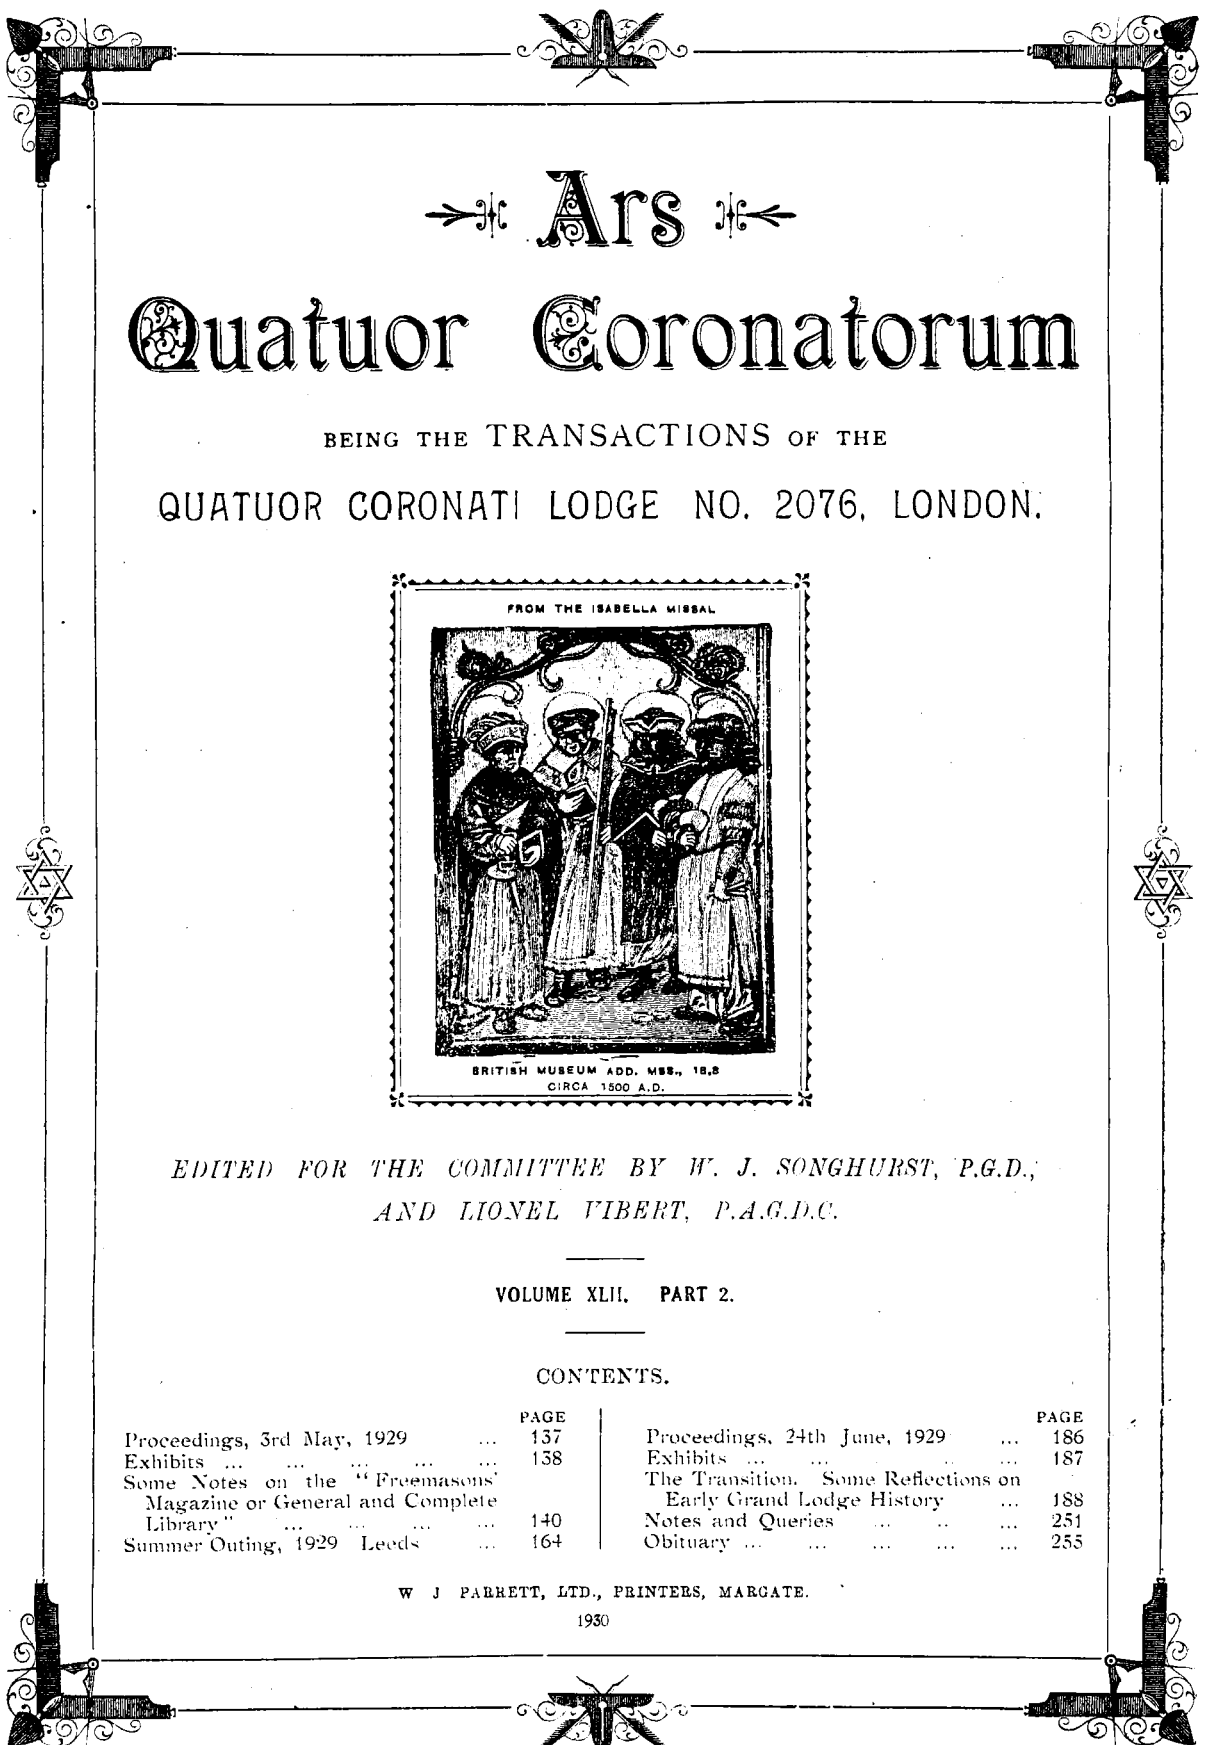 Ars
Quatuor Coronatorum
BEING THE TRANSACTIONS OF THE
QUATUOR CORONATI LODGE NO. 2076, LONDON.
FROM THE ISABELLA MISSAL
BRITISH MUSEUM ADD. MSS., 18,8
CIRCA 1500 A.D.
EDITED FOR THE COMMITTEE BY W. J. SONGHURST, P.G.D.,
AND LIONEL VIBERT, P.A.G.D.C.
VOLUME XLII. PART 2.
CONTENTS.
PAGE
Proceedings, 3rd May, 1929 ... 137
Exhibits ... ... ... ... ... 138
Some Notes on the "Freemasons'
Magazine or General and Complete
Library" ... ... ... ... 140
Summer Outing, 1929 Leeds ... 164
PAGE
Proceedings, 24th June, 1929 ... 186
Exhibits ... ... .. ... 187
The Transition. Some Reflections on
Early Grand Lodge History ... 188
Notes and Queries ... .. ... 251
Obituary ... ... ... ... ... 255
W J PARRETT, LTD., PRINTERS, MARGATE.
1930